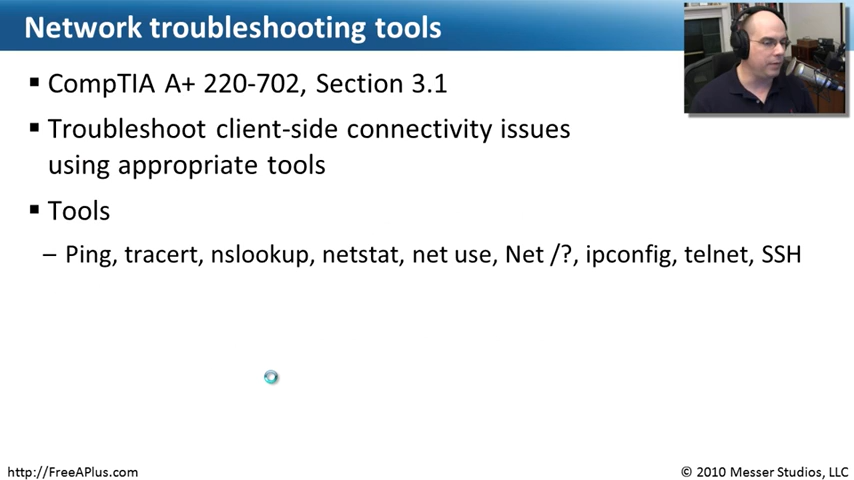 Network troubleshooting tools
▪ CompTIA A+ 220-702, Section 3.1
▪ Troubleshoot client-side connectivity issues
using appropriate tools
▪ Tools
– Ping, tracert, nslookup, netstat, net use, Net /?, ipconfig, telnet, SSH
http://FreeAPlus.com
© 2010 Messer Studios, LLC